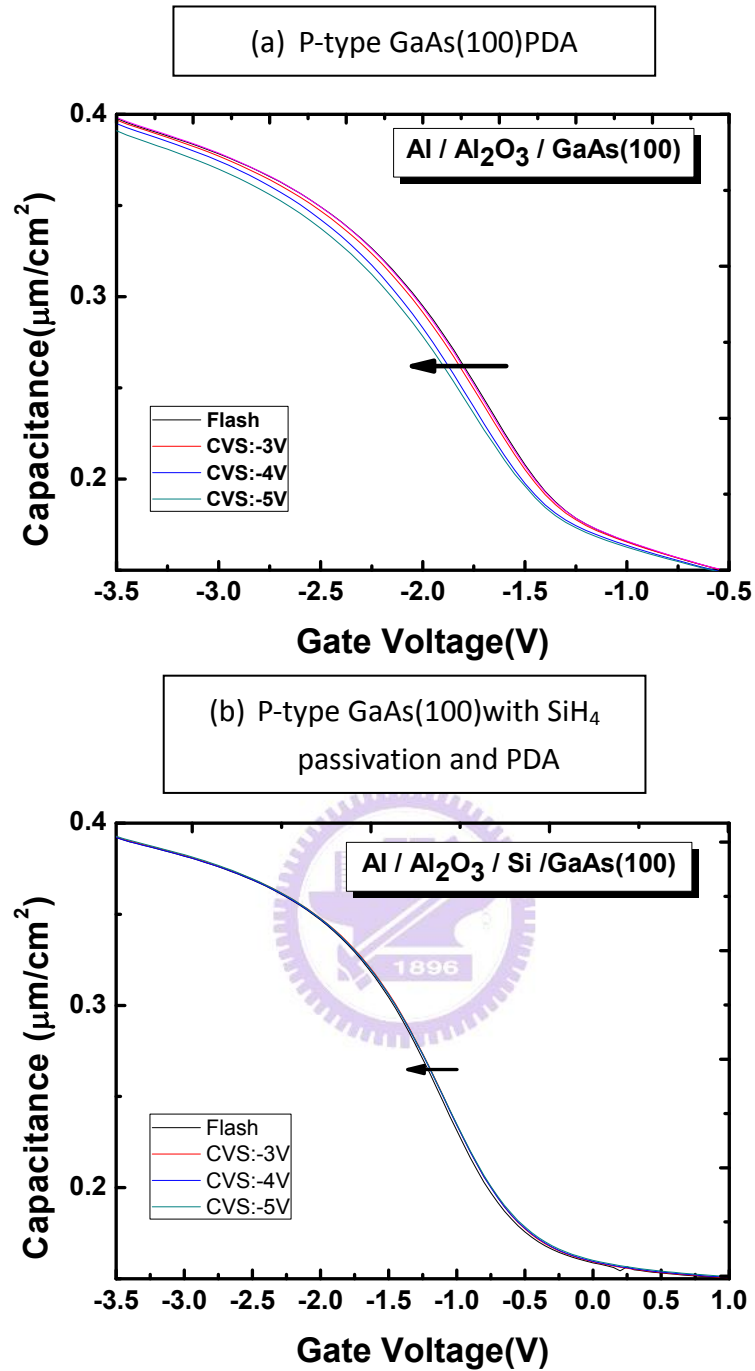 (a) P-type GaAs(100)PDA
Al / Al₂O₃ / GaAs(100)
0.4
0.3
0.2
Capacitance(μm/cm²)
Flash
CVS:-3V
CVS:-4V
CVS:-5V
-3.5 -3.0 -2.5 -2.0 -1.5 -1.0 -0.5
Gate Voltage(V)
(b) P-type GaAs(100)with SiH₄
passivation and PDA
Al / Al₂O₃ / Si /GaAs(100)
0.4
0.3
0.2
Capacitance (μm/cm²)
1896
Flash
CVS:-3V
CVS:-4V
CVS:-5V
-3.5 -3.0 -2.5 -2.0 -1.5 -1.0 -0.5 0.0 0.5 1.0
Gate Voltage(V)